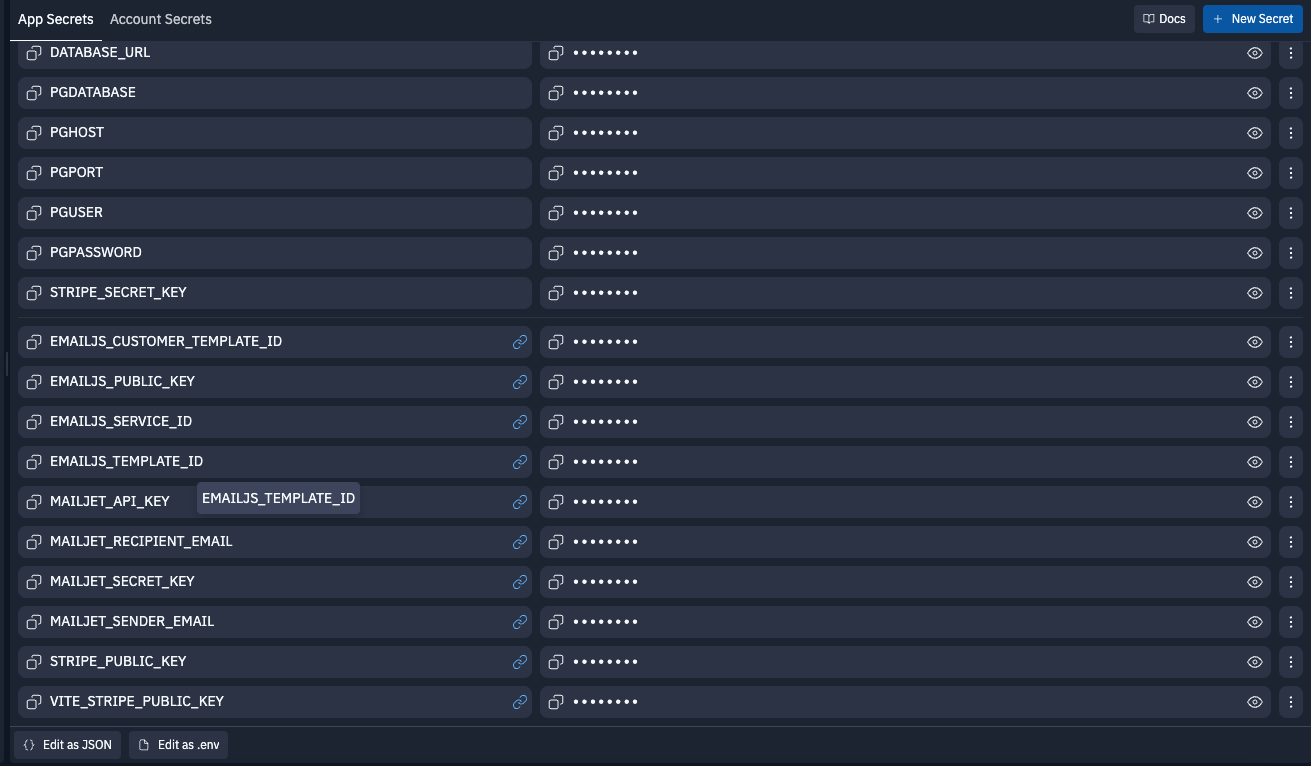 App Secrets Account Secrets Docs + New Secret
DATABASE_URL ••••••••
PGDATABASE ••••••••
PGHOST ••••••••
PGPORT ••••••••
PGUSER ••••••••
PGPASSWORD ••••••••
STRIPE_SECRET_KEY ••••••••
EMAILJS_CUSTOMER_TEMPLATE_ID ••••••••
EMAILJS_PUBLIC_KEY ••••••••
EMAILJS_SERVICE_ID ••••••••
EMAILJS_TEMPLATE_ID ••••••••
MAILJET_API_KEY EMAILJS_TEMPLATE_ID ••••••••
MAILJET_RECIPIENT_EMAIL ••••••••
MAILJET_SECRET_KEY ••••••••
MAILJET_SENDER_EMAIL ••••••••
STRIPE_PUBLIC_KEY ••••••••
VITE_STRIPE_PUBLIC_KEY ••••••••
{} Edit as JSON Edit as .env